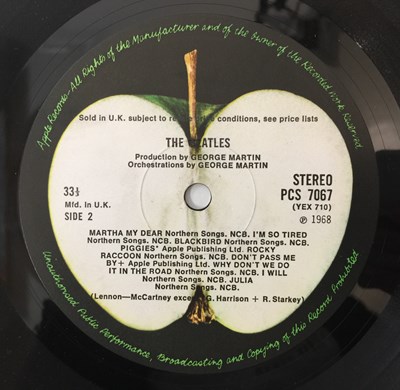 Apple Records—All Rights of the Manufacturer and of the Owner of the Recorded Work Reserved.
Sold in U.K. subject to resale price conditions, see price lists
THE BEATLES
Production by GEORGE MARTIN
Orchestrations by GEORGE MARTIN
33⅓
Mfd. In U.K.
SIDE 2
STEREO
PCS 7067
(YEX 710)
℗ 1968
MARTHA MY DEAR Northern Songs. NCB. I'M SO TIRED
Northern Songs. NCB. BLACKBIRD Northern Songs. NCB.
PIGGIES* Apple Publishing Ltd. ROCKY
RACCOON Northern Songs. NCB. DON'T PASS ME
BY+ Apple Publishing Ltd. WHY DON'T WE DO
IT IN THE ROAD Northern Songs. NCB. I WILL
Northern Songs. NCB. JULIA
Northern Songs. NCB.
(Lennon—McCartney except *G. Harrison + R. Starkey)
Unauthorised Public Performance, Broadcasting and Copying of this Record Prohibited